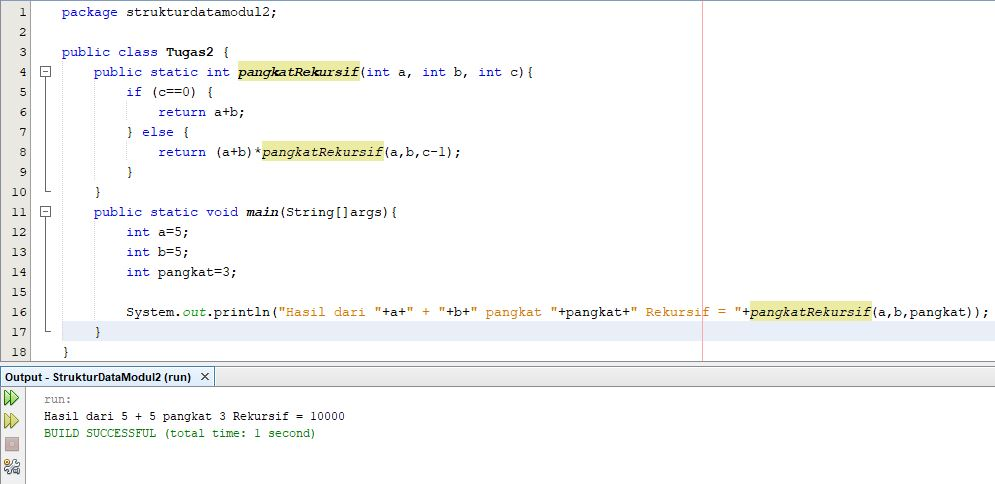 1 package strukturdatamodul2;
2
3 public class Tugas2 {
4 public static int pangkatRekursif(int a, int b, int c){
5 if (c==0) {
6 return a+b;
7 } else {
8 return (a+b)*pangkatRekursif(a,b,c-1);
9 }
10 }
11 public static void main(String[]args){
12 int a=5;
13 int b=5;
14 int pangkat=3;
15
16 System.out.println("Hasil dari "+a+" + "+b+" pangkat "+pangkat+" Rekursif = "+pangkatRekursif(a,b,pangkat));
17 }
18 }
Output - StrukturDataModul2 (run) ×
run:
Hasil dari 5 + 5 pangkat 3 Rekursif = 10000
BUILD SUCCESSFUL (total time: 1 second)